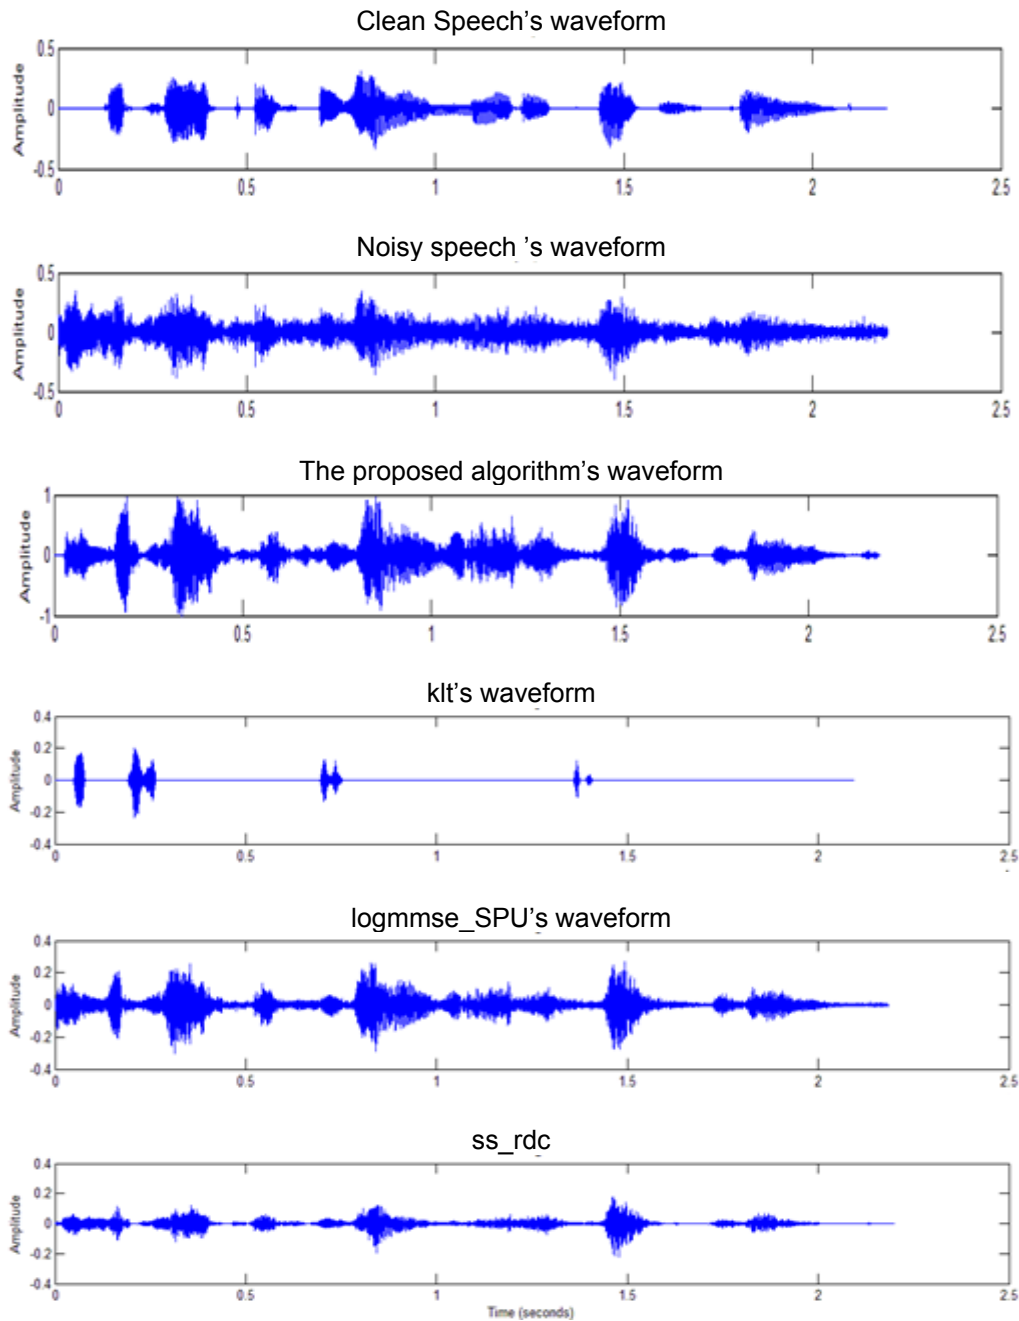 Clean Speech's waveform
0.5
0
-0.5
Amplitude
0 0.5 1 1.5 2 2.5
Noisy speech 's waveform
0.5
0
-0.5
Amplitude
0 0.5 1 1.5 2 2.5
The proposed algorithm's waveform
1
0
-1
Amplitude
0 0.5 1 1.5 2 2.5
klt's waveform
0.4
0.2
0
-0.2
-0.4
Amplitude
0 0.5 1 1.5 2 2.5
logmmse_SPU's waveform
0.4
0.2
0
-0.2
-0.4
Amplitude
0 0.5 1 1.5 2 2.5
ss_rdc
0.4
0.2
0
-0.2
-0.4
Amplitude
0 0.5 1 1.5 2 2.5
Time (seconds)